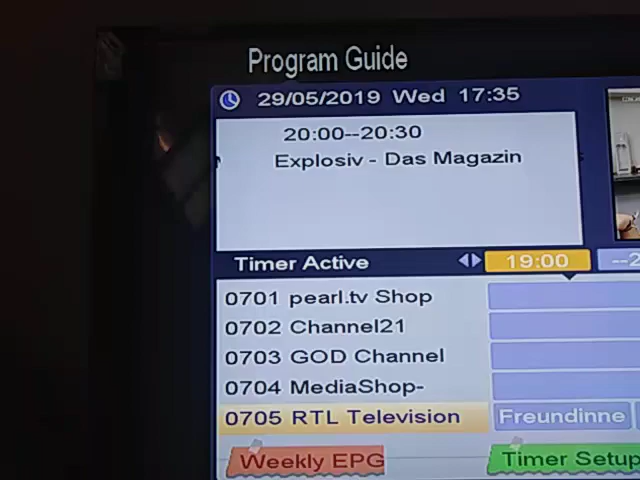 Program Guide
29/05/2019 Wed 17:35
20:00--20:30
Explosiv - Das Magazin
Timer Active
19:00
0701 pearl.tv Shop
0702 Channel21
0703 GOD Channel
0704 MediaShop-
0705 RTL Television
Freundinne
Weekly EPG
Timer Setup